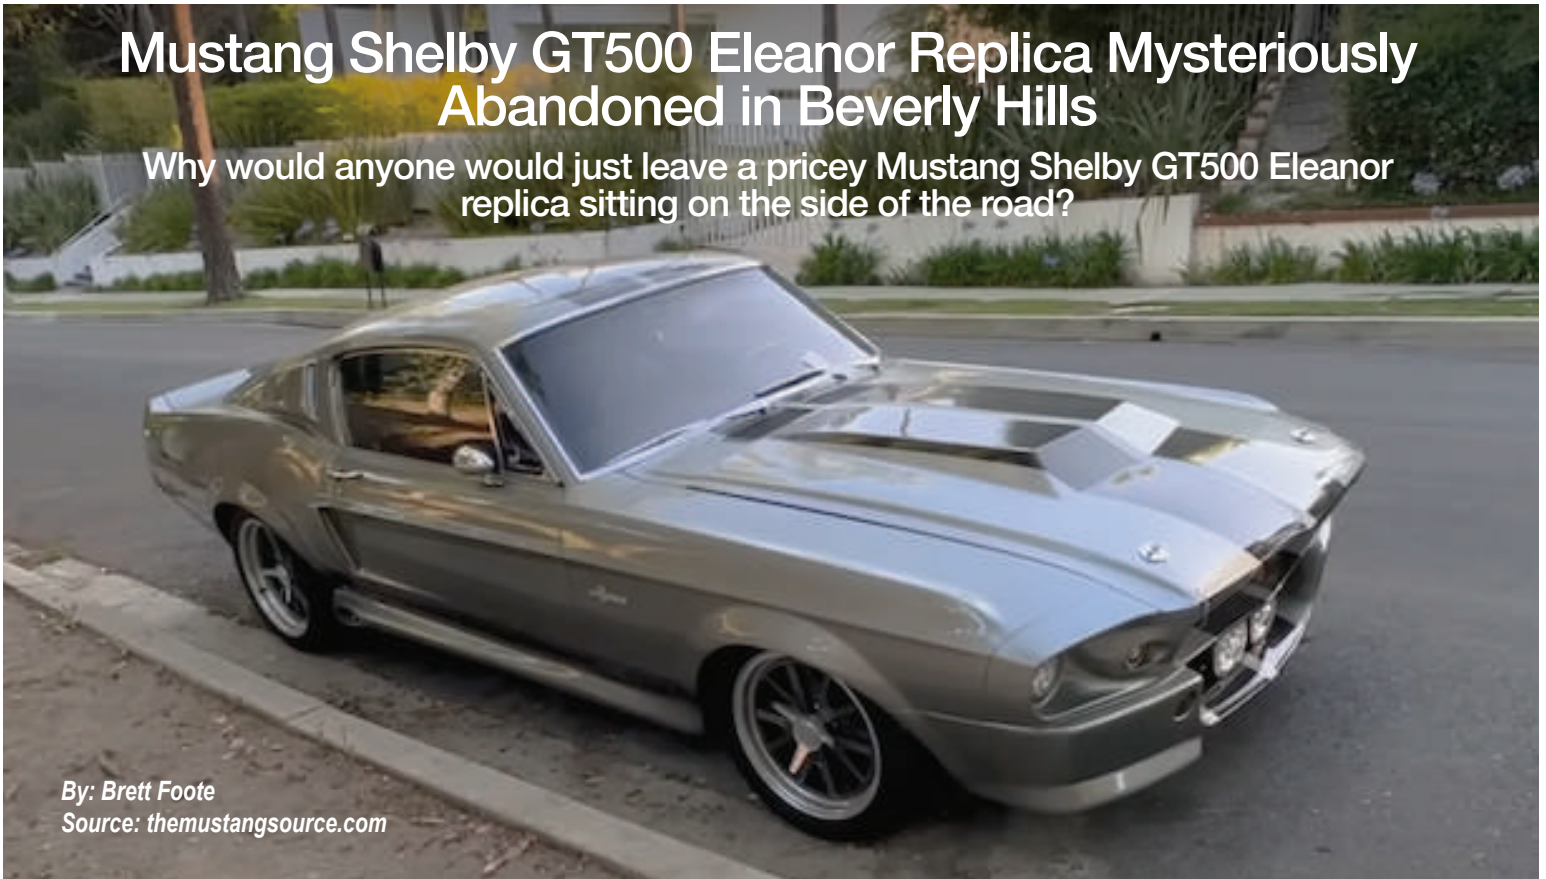 Mustang Shelby GT500 Eleanor Replica Mysteriously
Abandoned in Beverly Hills
Why would anyone would just leave a pricey Mustang Shelby GT500 Eleanor
replica sitting on the side of the road?
By: Brett Foote
Source: themustangsource.com